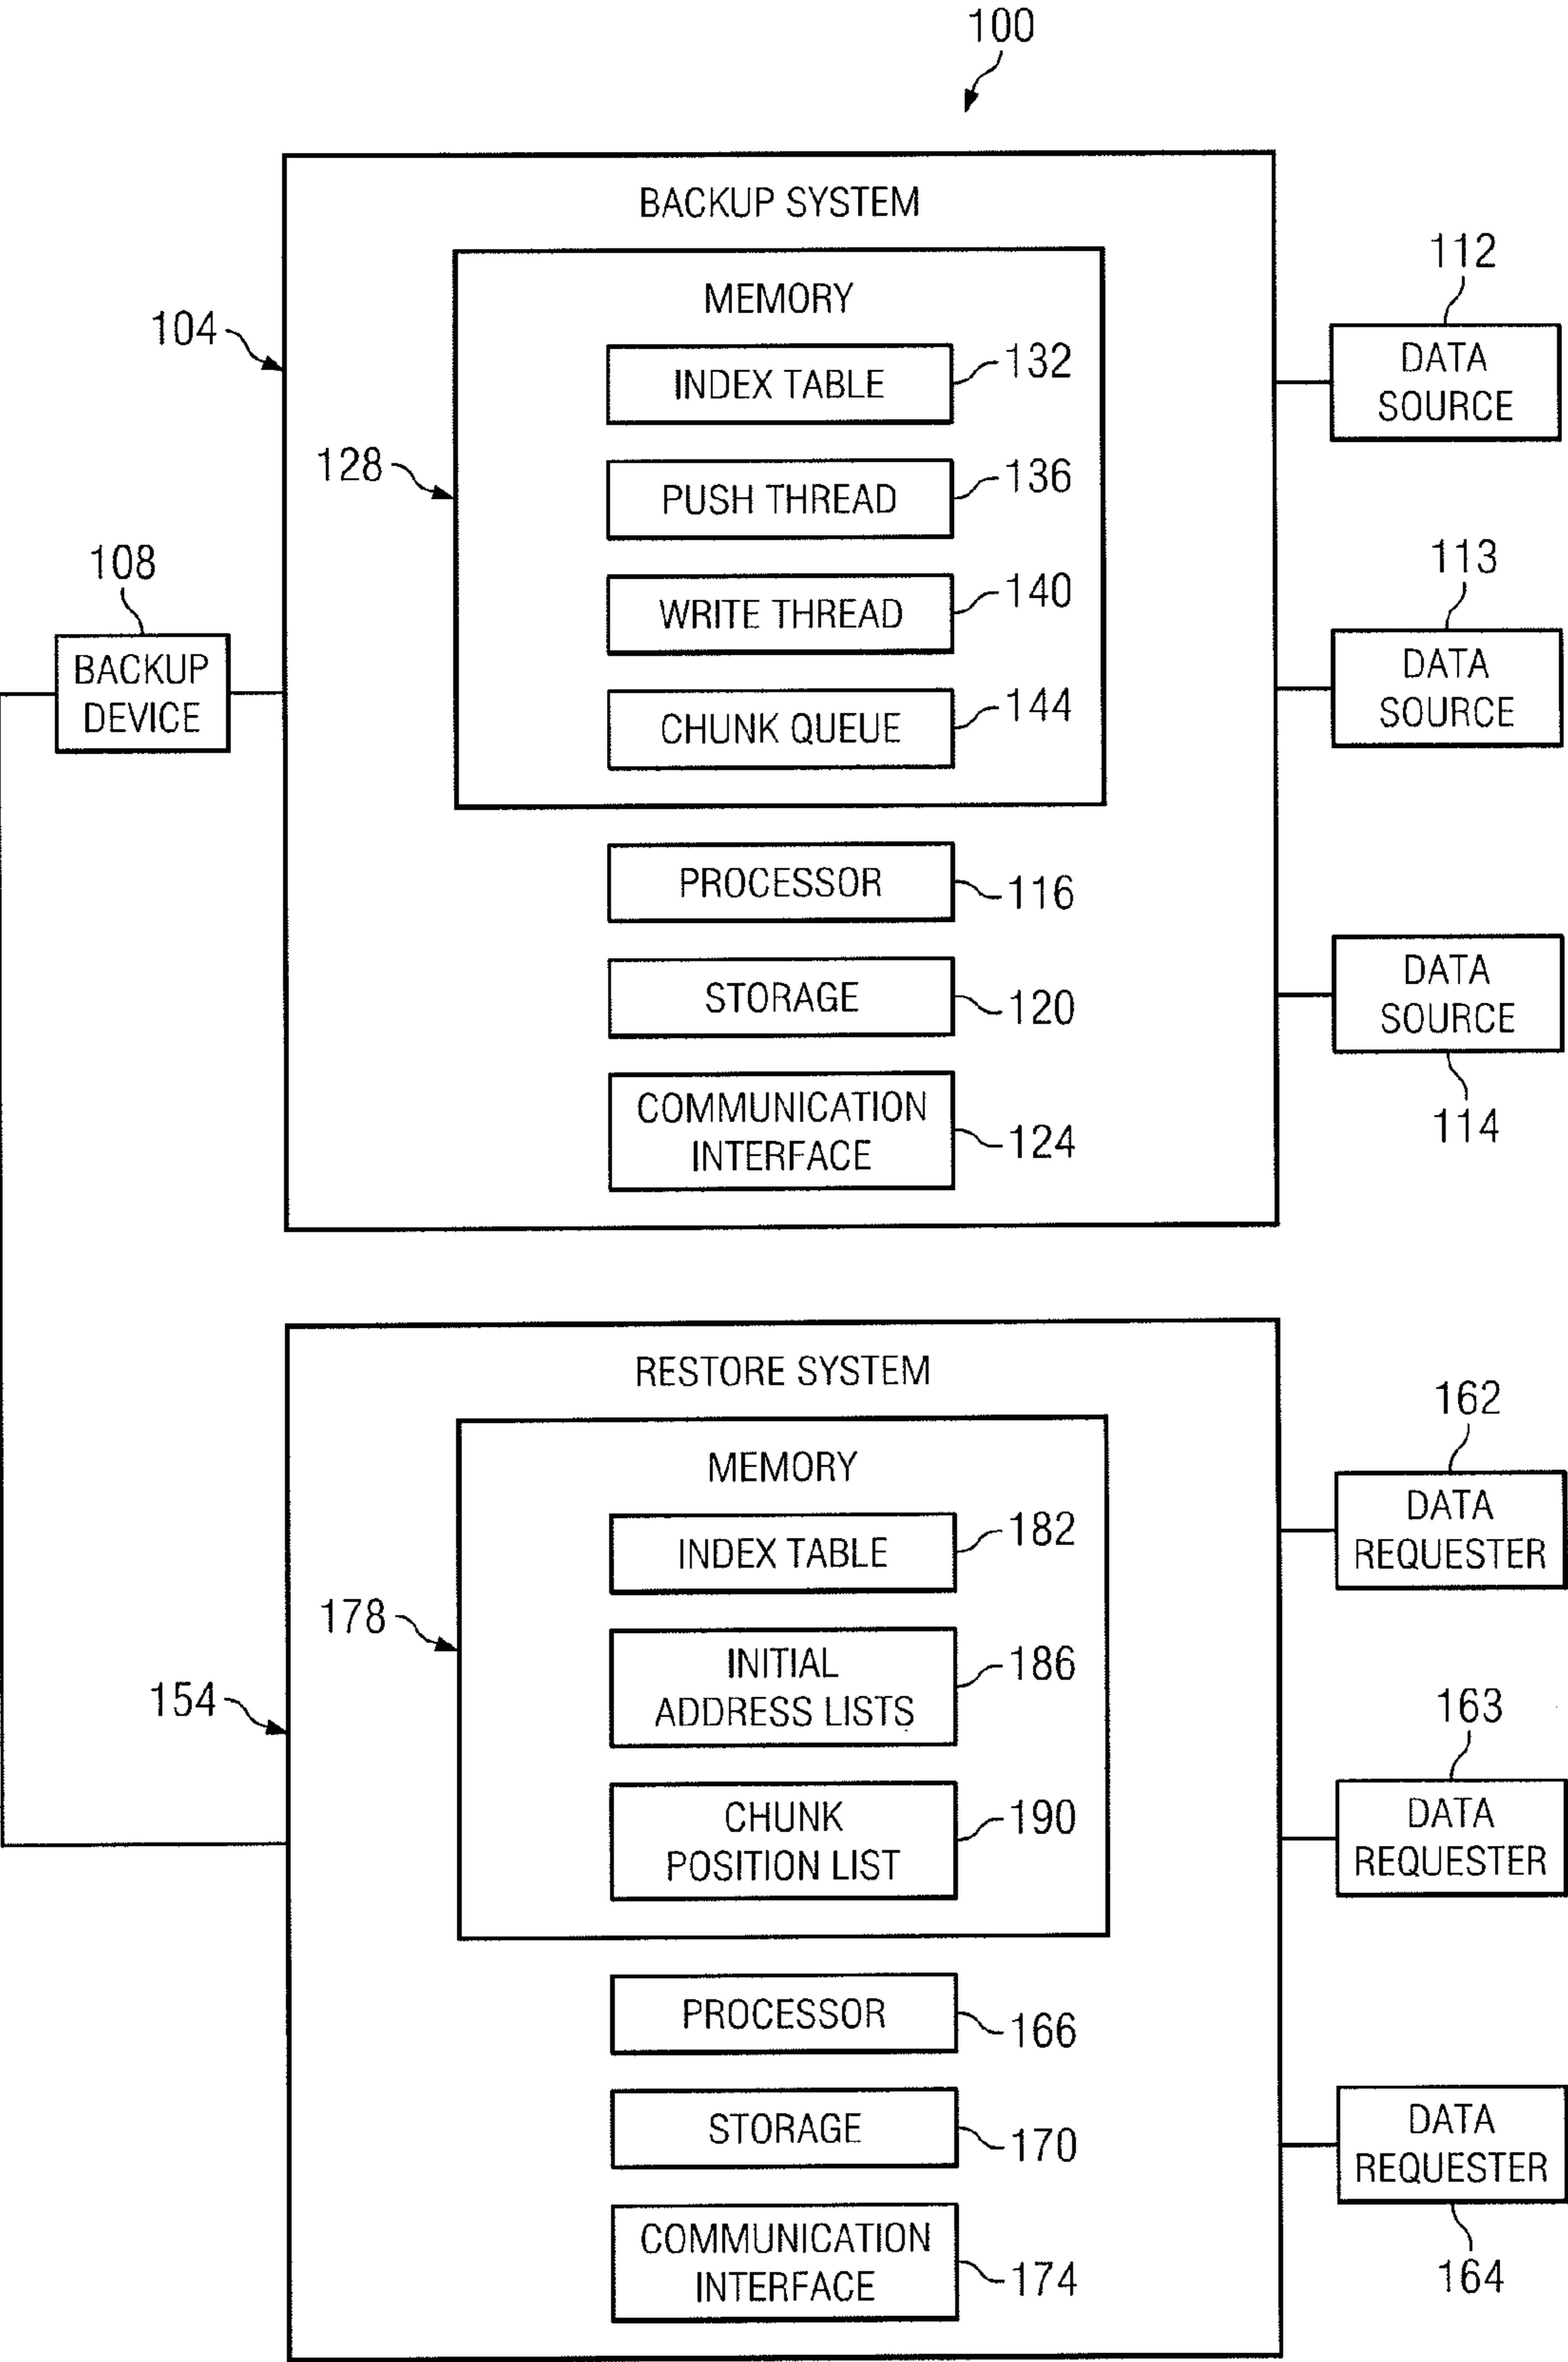 100
BACKUP SYSTEM
MEMORY
104
INDEX TABLE
132
128
PUSH THREAD
136
WRITE THREAD
140
CHUNK QUEUE
144
108
BACKUP
DEVICE
PROCESSOR
116
STORAGE
120
COMMUNICATION
INTERFACE
124
112
DATA
SOURCE
113
DATA
SOURCE
DATA
SOURCE
114
RESTORE SYSTEM
MEMORY
INDEX TABLE
182
178
INITIAL
ADDRESS LISTS
186
154
CHUNK
POSITION LIST
190
PROCESSOR
166
STORAGE
170
COMMUNICATION
INTERFACE
174
162
DATA
REQUESTER
163
DATA
REQUESTER
DATA
REQUESTER
164